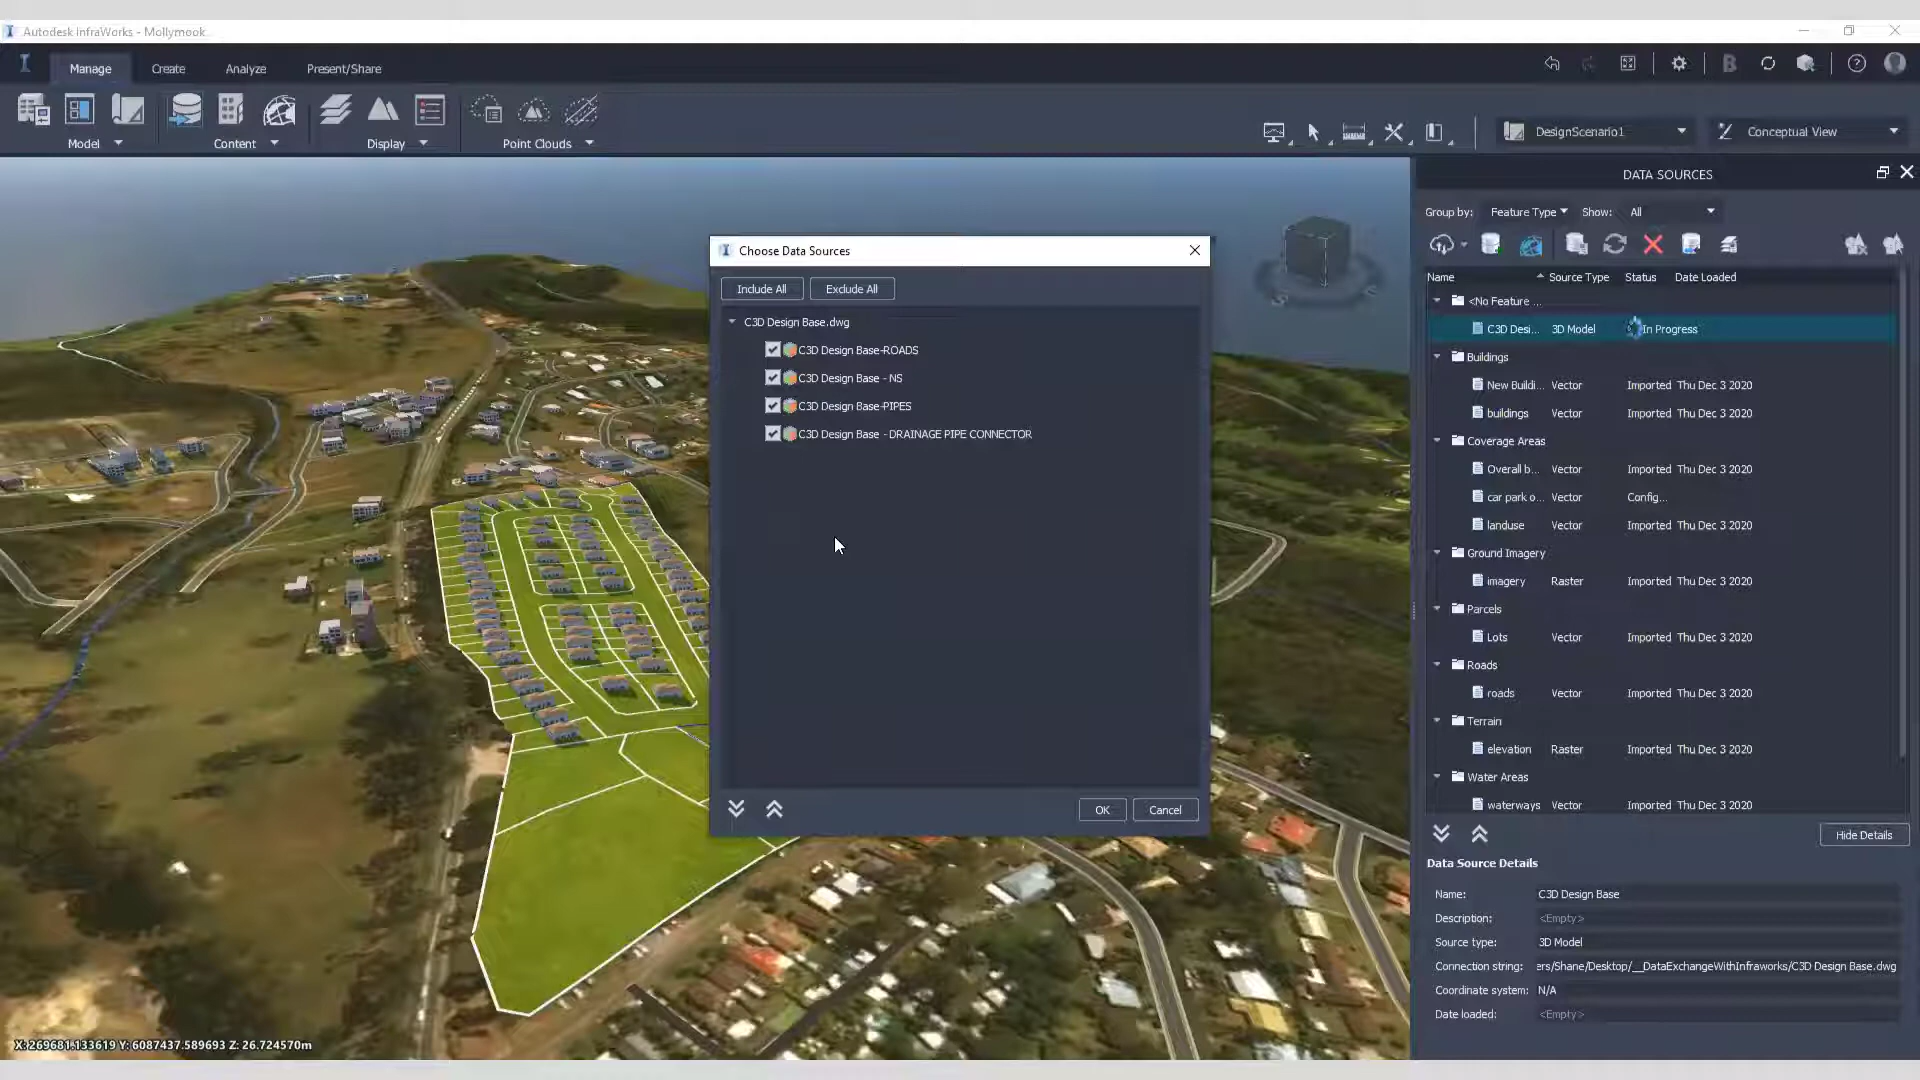 Autodesk InfraWorks - Mollymook
Manage Create Analyze Present/Share
Model Content Display Point Clouds
DesignScenario1 Conceptual View
DATA SOURCES
Group by: Feature Type Show: All
Name Source Type Status Date Loaded
<No Feature ...
C3D Desi... 3D Model In Progress
Buildings
New Buildi... Vector Imported Thu Dec 3 2020
buildings Vector Imported Thu Dec 3 2020
Coverage Areas
Overall b... Vector Imported Thu Dec 3 2020
car park o... Vector Config...
landuse Vector Imported Thu Dec 3 2020
Ground Imagery
imagery Raster Imported Thu Dec 3 2020
Parcels
Lots Vector Imported Thu Dec 3 2020
Roads
roads Vector Imported Thu Dec 3 2020
Terrain
elevation Raster Imported Thu Dec 3 2020
Water Areas
waterways Vector Imported Thu Dec 3 2020
Hide Details
Data Source Details
Name: C3D Design Base
Description: <Empty>
Source type: 3D Model
Connection string: ers/Shane/Desktop/__DataExchangeWithInfraworks/C3D Design Base.dwg
Coordinate system: N/A
Date loaded: <Empty>
Choose Data Sources
Include All Exclude All
C3D Design Base.dwg
C3D Design Base-ROADS
C3D Design Base - NS
C3D Design Base-PIPES
C3D Design Base - DRAINAGE PIPE CONNECTOR
OK Cancel
X:269681.133619 Y: 6087437.589693 Z: 26.724570m